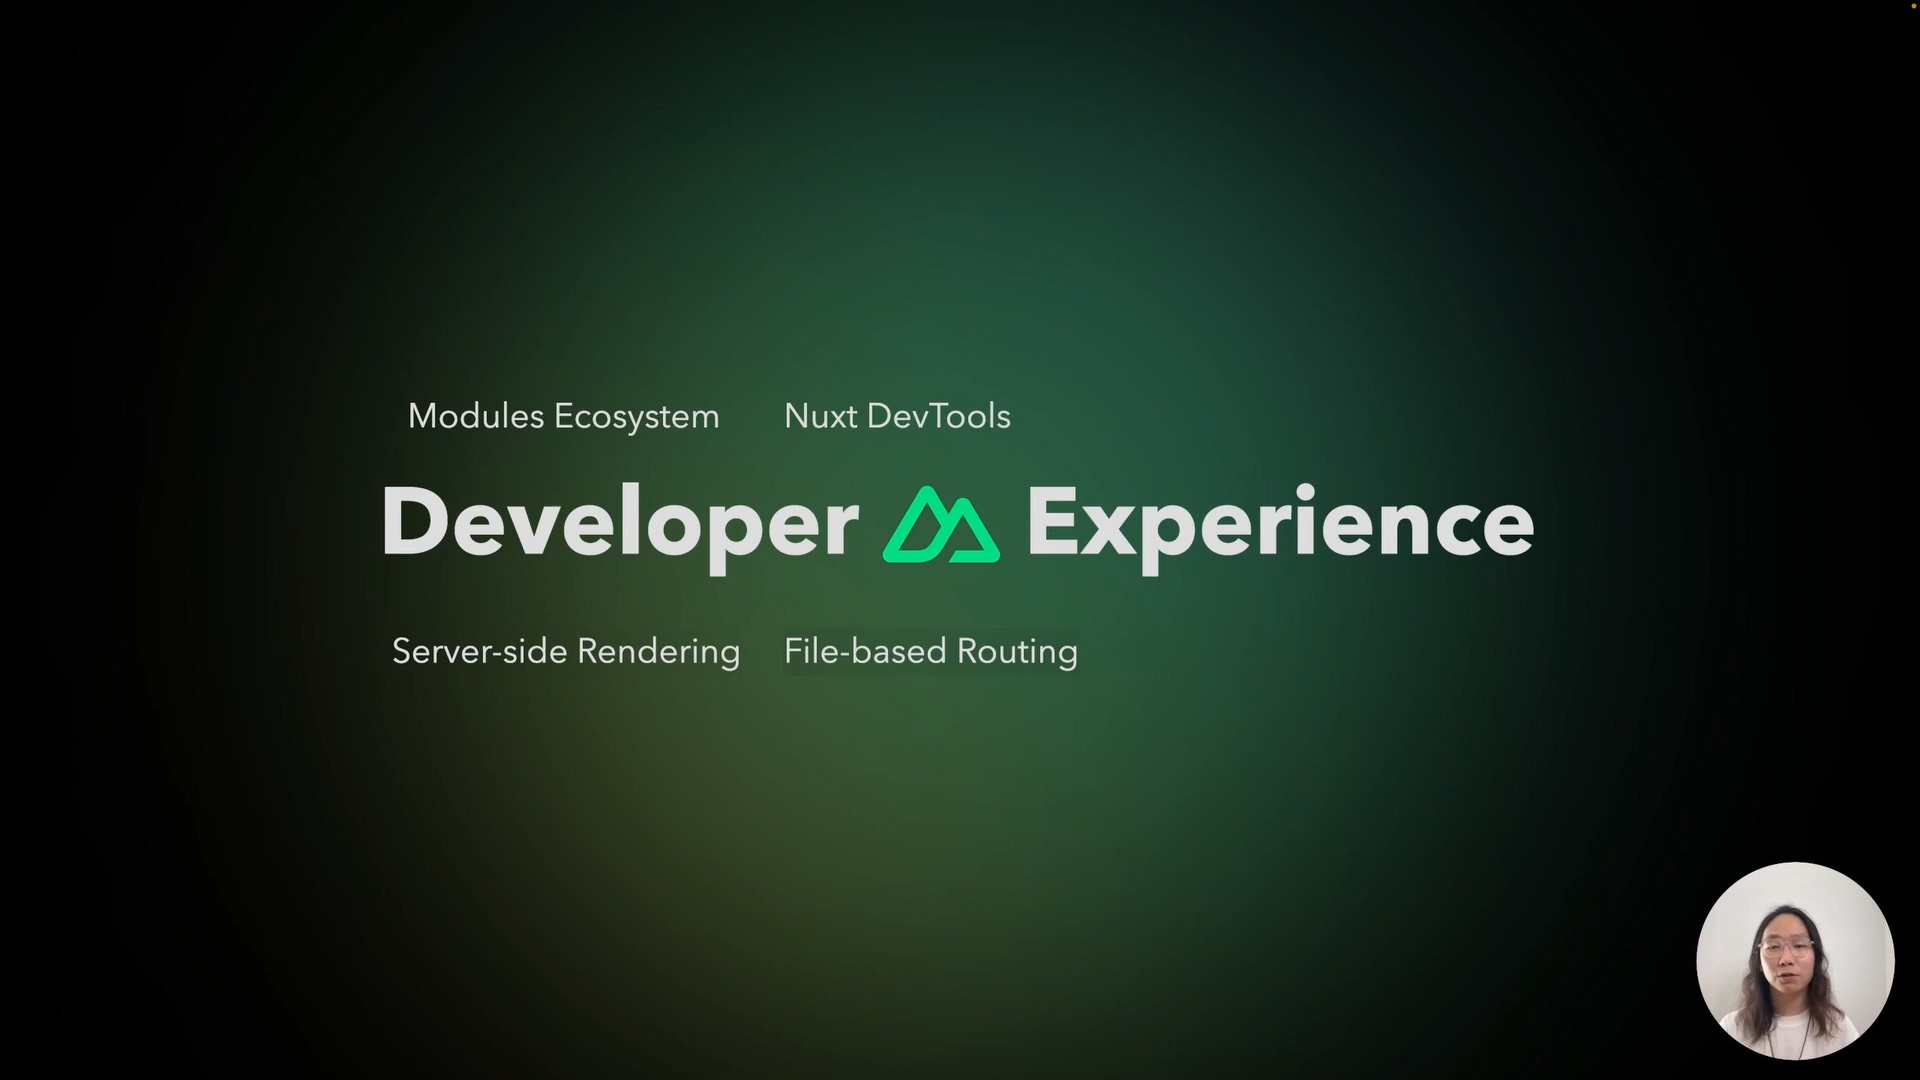 Modules Ecosystem Nuxt DevTools
Developer Experience
Server-side Rendering File-based Routing